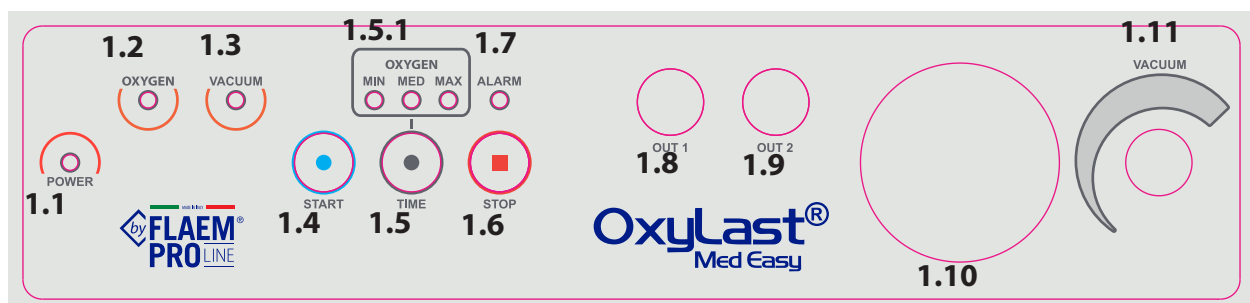 1.2
1.3
1.5.1
1.7
1.11
OXYGEN
VACUUM
OXYGEN
MIN MED MAX
ALARM
VACUUM
POWER
1.1
START
1.4
TIME
1.5
STOP
1.6
OUT 1
1.8
OUT 2
1.9
by FLAEM®
PRO LINE
OxyLast®
Med Easy
1.10